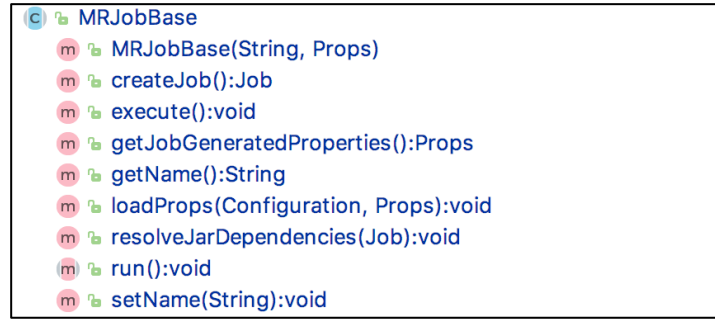 C MRJobBase
m MRJobBase(String, Props)
m createJob():Job
m execute():void
m getJobGeneratedProperties():Props
m getName():String
m loadProps(Configuration, Props):void
m resolveJarDependencies(Job):void
m run():void
m setName(String):void